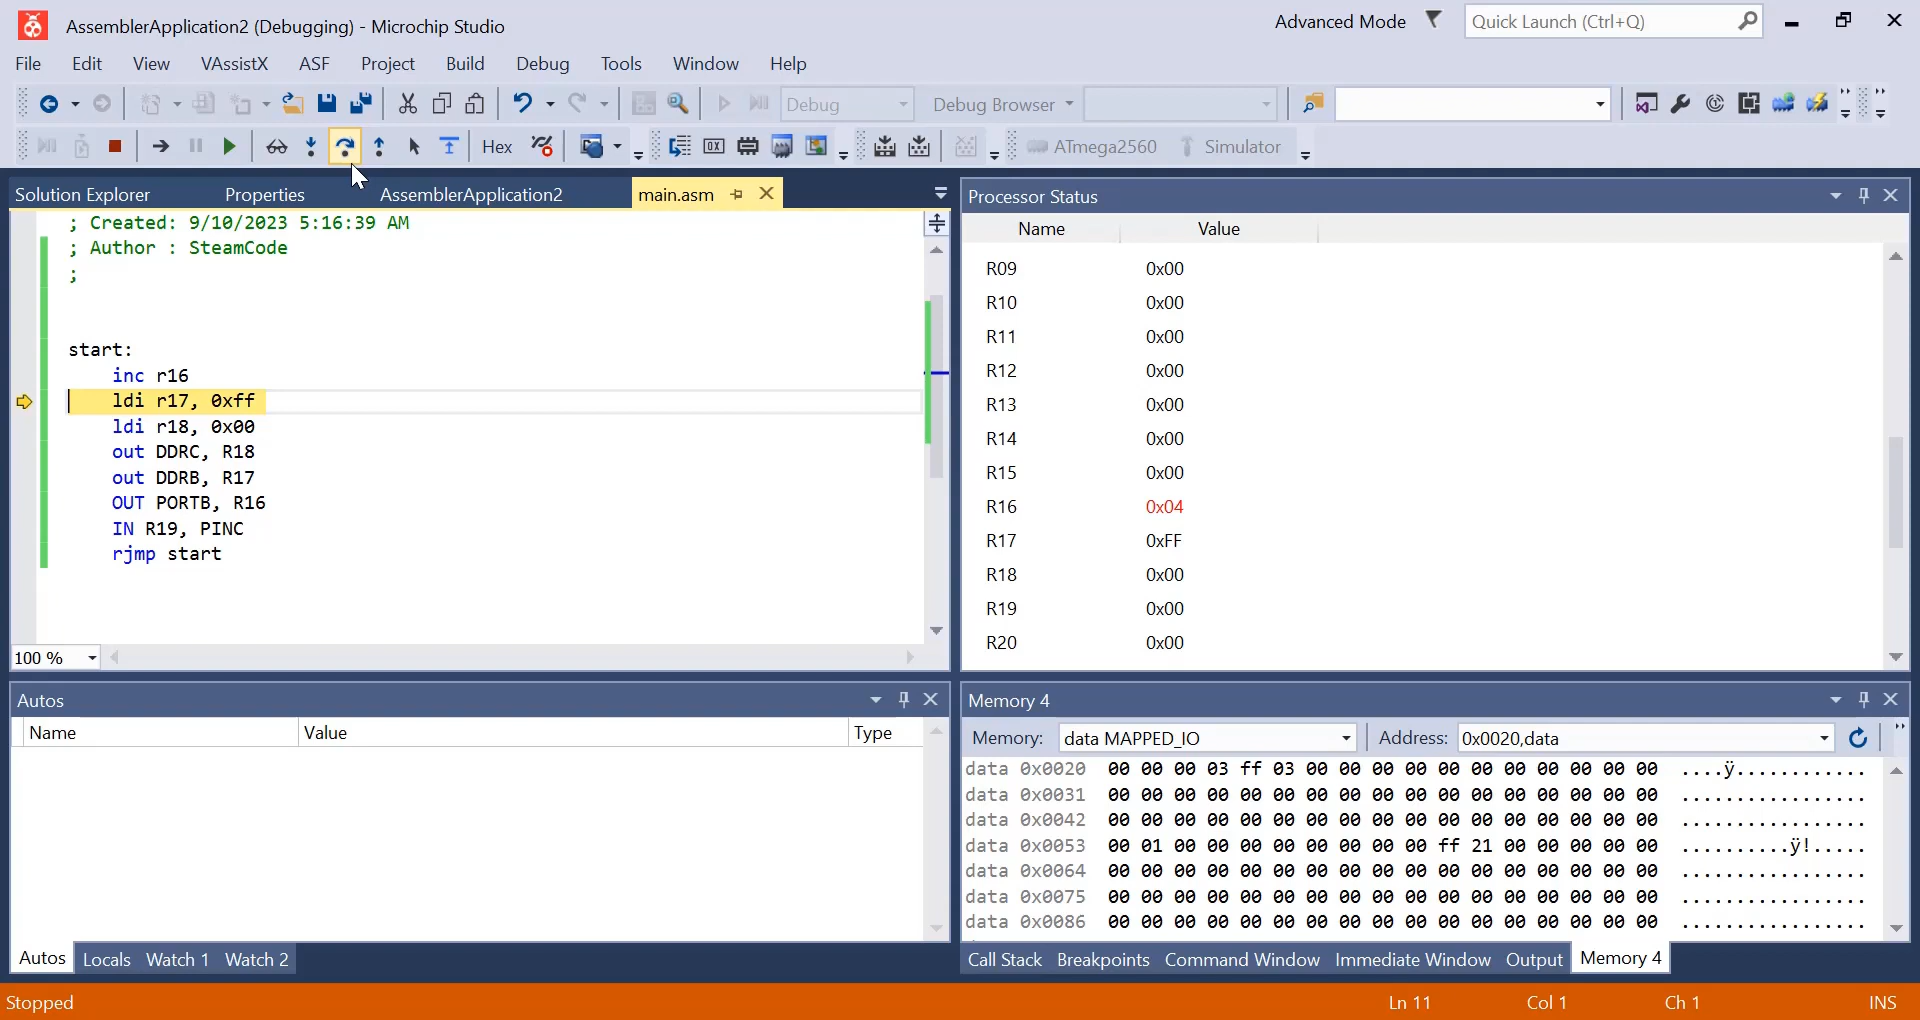 AssemblerApplication2 (Debugging) - Microchip Studio
Advanced Mode
Quick Launch (Ctrl+Q)
File Edit View VAssistX ASF Project Build Debug Tools Window Help
Debug
Debug Browser
Hex
ATmega2560
Simulator
Solution Explorer
Properties
AssemblerApplication2
main.asm
; Created: 9/10/2023 5:16:39 AM
; Author : SteamCode
;
start:
inc r16
ldi r17, 0xff
ldi r18, 0x00
out DDRC, R18
out DDRB, R17
OUT PORTB, R16
IN R19, PINC
rjmp start
100 %
Processor Status
Name Value
R09 0x00
R10 0x00
R11 0x00
R12 0x00
R13 0x00
R14 0x00
R15 0x00
R16 0x04
R17 0xFF
R18 0x00
R19 0x00
R20 0x00
Autos
Name Value Type
Autos Locals Watch 1 Watch 2
Memory 4
Memory: data MAPPED_IO Address: 0x0020,data
data 0x0020 00 00 00 03 ff 03 00 00 00 00 00 00 00 00 00 00 00 ....ÿ............
data 0x0031 00 00 00 00 00 00 00 00 00 00 00 00 00 00 00 00 00 .................
data 0x0042 00 00 00 00 00 00 00 00 00 00 00 00 00 00 00 00 00 .................
data 0x0053 00 01 00 00 00 00 00 00 00 00 ff 21 00 00 00 00 00 ..........ÿ!.....
data 0x0064 00 00 00 00 00 00 00 00 00 00 00 00 00 00 00 00 00 .................
data 0x0075 00 00 00 00 00 00 00 00 00 00 00 00 00 00 00 00 00 .................
data 0x0086 00 00 00 00 00 00 00 00 00 00 00 00 00 00 00 00 00 .................
Call Stack Breakpoints Command Window Immediate Window Output Memory 4
Stopped
Ln 11 Col 1 Ch 1 INS